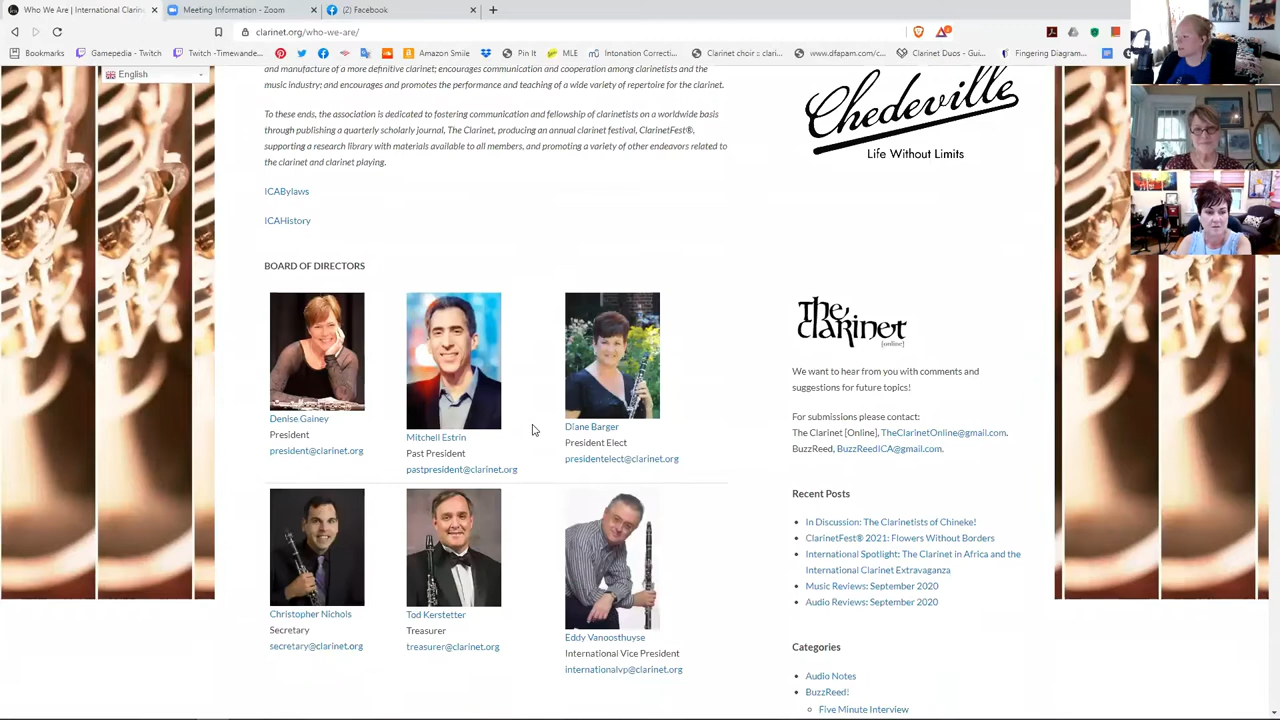 Who We Are | International Clarin
Meeting Information - Zoom
(2) Facebook
clarinet.org/who-we-are/
Bookmarks
Gamepedia - Twitch
Twitch -Timewande...
Amazon Smile
Pin It
MLE
Intonation Correcti...
Clarinet choir :: clari...
www.dfapam.com/c...
Clarinet Duos - Gui...
Fingering Diagram...
English
and manufacture of a more definitive clarinet; encourages communication and cooperation among clarinetists and the
music industry; and encourages and promotes the performance and teaching of a wide variety of repertoire for the clarinet.
To these ends, the association is dedicated to fostering communication and fellowship of clarinetists on a worldwide basis
through publishing a quarterly scholarly journal, The Clarinet, producing an annual clarinet festival, ClarinetFest®,
supporting a research library with materials available to all members, and promoting a variety of other endeavors related to
the clarinet and clarinet playing.
ICABylaws
ICAHistory
BOARD OF DIRECTORS
Denise Gainey
President
president@clarinet.org
Mitchell Estrin
Past President
pastpresident@clarinet.org
Diane Barger
President Elect
presidentelect@clarinet.org
Christopher Nichols
Secretary
secretary@clarinet.org
Tod Kerstetter
Treasurer
treasurer@clarinet.org
Eddy Vanoosthuyse
International Vice President
internationalvp@clarinet.org
Chedeville
Life Without Limits
The
clarinet
[online]
We want to hear from you with comments and
suggestions for future topics!
For submissions please contact:
The Clarinet [Online], TheClarinetOnline@gmail.com.
BuzzReed, BuzzReedICA@gmail.com.
Recent Posts
In Discussion: The Clarinetists of Chineke!
ClarinetFest® 2021: Flowers Without Borders
International Spotlight: The Clarinet in Africa and the
International Clarinet Extravaganza
Music Reviews: September 2020
Audio Reviews: September 2020
Categories
Audio Notes
BuzzReed!
Five Minute Interview